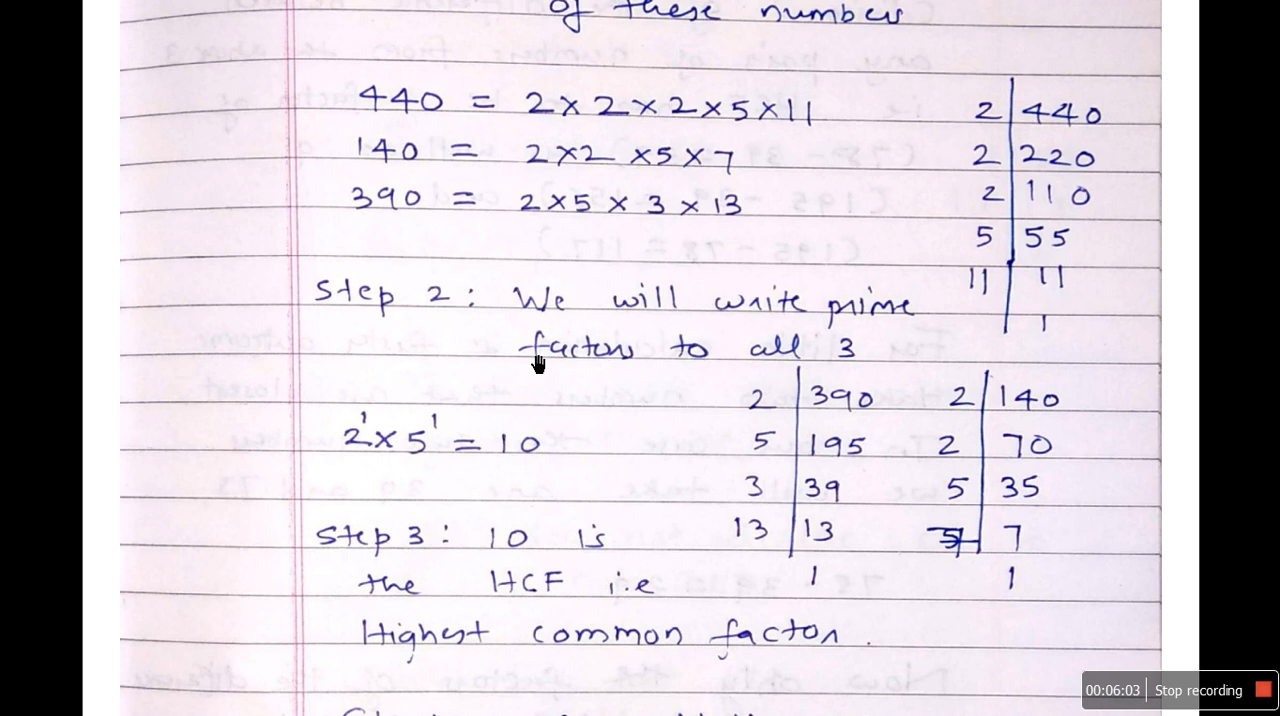 of these number
440 = 2×2×2×5×11
140 = 2×2×5×7
390 = 2×5×3×13
2 | 440
2 | 220
2 | 110
5 | 55
11 | 11
1
Step 2: We will write prime
factors to all 3
2¹×5¹ = 10
2 | 390
5 | 195
3 | 39
13 | 13
1
2 | 140
2 | 70
5 | 35
7
1
Step 3: 10 is
the HCF i.e
Highest common factor.
00:06:03 Stop recording